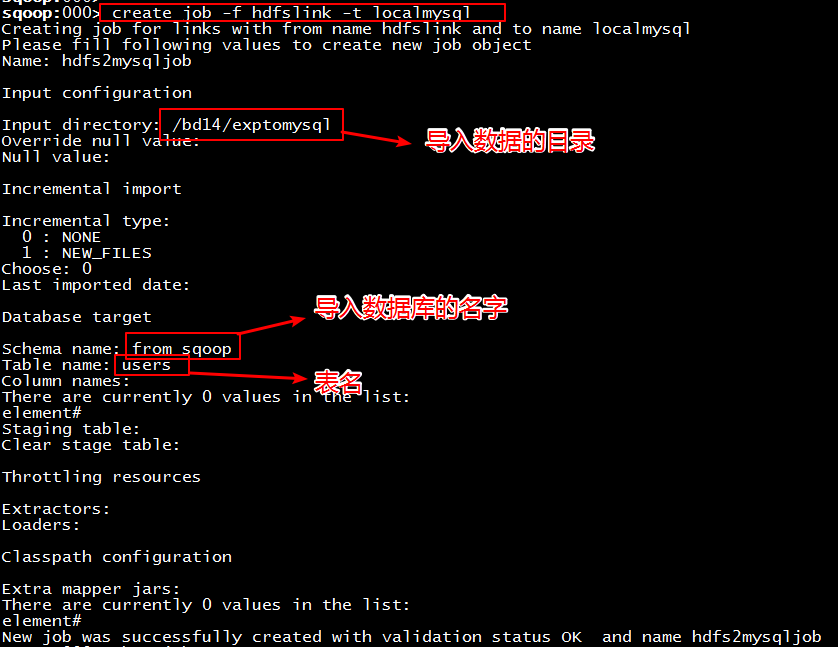 sqoop:000> create job -f hdfslink -t localmysql
Creating job for links with from name hdfslink and to name localmysql
Please fill following values to create new job object
Name: hdfs2mysqljob
Input configuration
Input directory: /bd14/exptomysql
导入数据的目录
Override null value:
Null value:
Incremental import
Incremental type:
0 : NONE
1 : NEW_FILES
Choose: 0
Last imported date:
导入数据库的名字
Database target
Schema name: from_sqoop
Table name: users
表名
Column names:
There are currently 0 values in the list:
element#
Staging table:
Clear stage table:
Throttling resources
Extractors:
Loaders:
Classpath configuration
Extra mapper jars:
There are currently 0 values in the list:
element#
New job was successfully created with validation status OK  and name hdfs2mysqljob